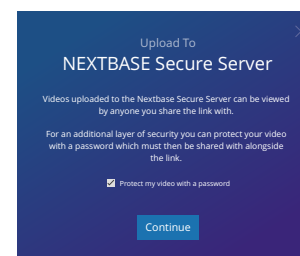 Upload To
NEXTBASE Secure Server
Videos uploaded to the Nextbase Secure Server can be viewed
by anyone you share the link with.
For an additional layer of security you can protect your video
with a password which must then be shared with alongside
the link.
Protect my video with a password
Continue